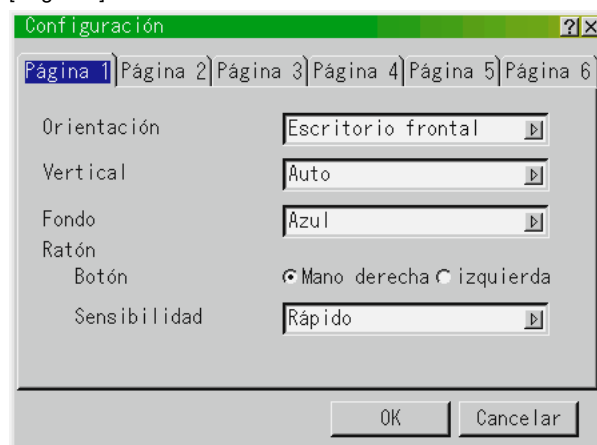 Configuración
Página 1 Página 2 Página 3 Página 4 Página 5 Página 6
Orientación Escritorio frontal
Vertical Auto
Fondo Azul
Ratón
Botón Mano derecha izquierda
Sensibilidad Rápido
OK Cancelar